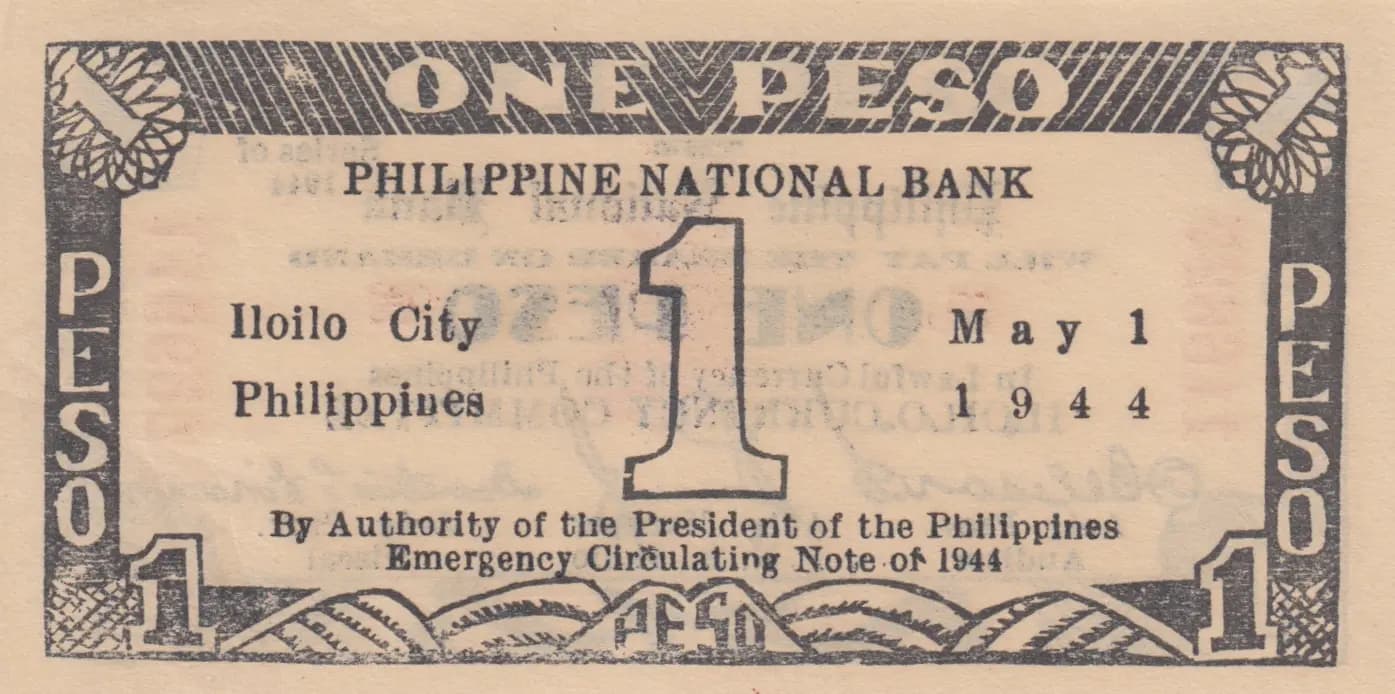 1 ONE PESO 1
PHILIPPINE NATIONAL BANK
1
Iloilo City
Philippines
May 1
1944
By Authority of the President of the Philippines
Emergency Circulating Note of 1944
PESO
PESO
1 PESO 1